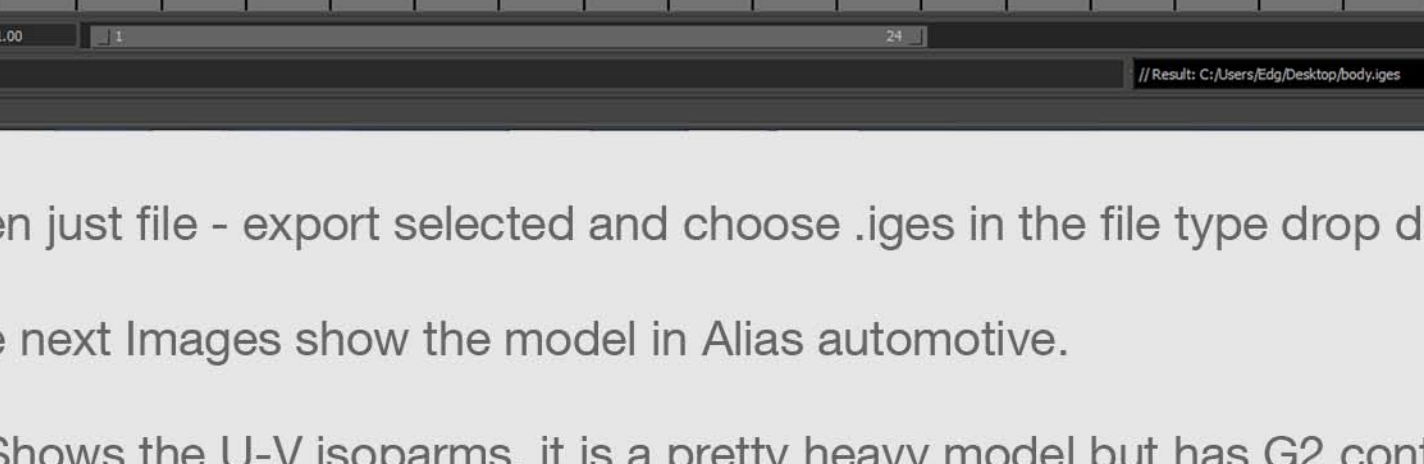 .00
1
24
// Result: C:/Users/Edg/Desktop/body.iges
en just file - export selected and choose .iges in the file type drop d
e next Images show the model in Alias automotive.
Shows the U-V isoparms, it is a pretty heavy model but has G2 cont